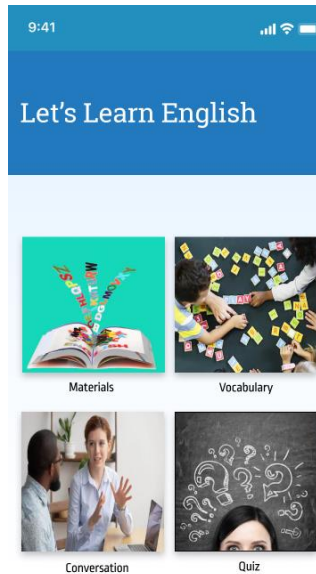 9:41
Let's Learn English
Materials
Vocabulary
Conversation
Quiz